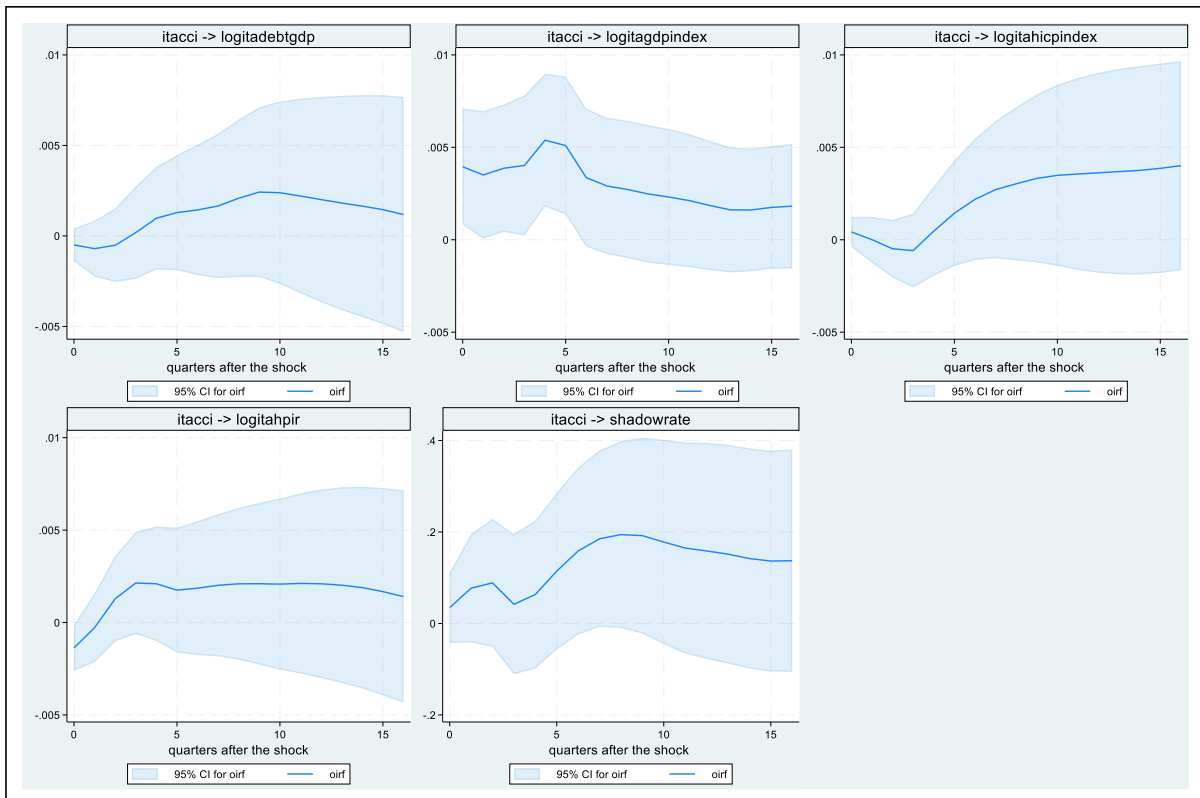 itacci -> logitadebtgdp
.01
.005
0
-.005
0 5 10 15
quarters after the shock
95% CI for oirf oirf
itacci -> logitagdpindex
.01
.005
0
-.005
0 5 10 15
quarters after the shock
95% CI for oirf oirf
itacci -> logitahicpindex
.01
.005
0
-.005
0 5 10 15
quarters after the shock
95% CI for oirf oirf
itacci -> logitahpir
.01
.005
0
-.005
0 5 10 15
quarters after the shock
95% CI for oirf oirf
itacci -> shadowrate
.4
.2
0
-.2
0 5 10 15
quarters after the shock
95% CI for oirf oirf